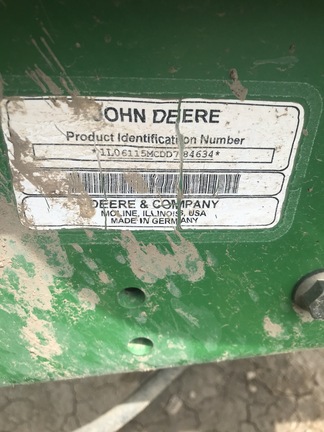 JOHN DEERE
Product Identification Number
*1L06115MCDD784634*
DEERE & COMPANY
MOLINE, ILLINOIS, USA
MADE IN GERMANY